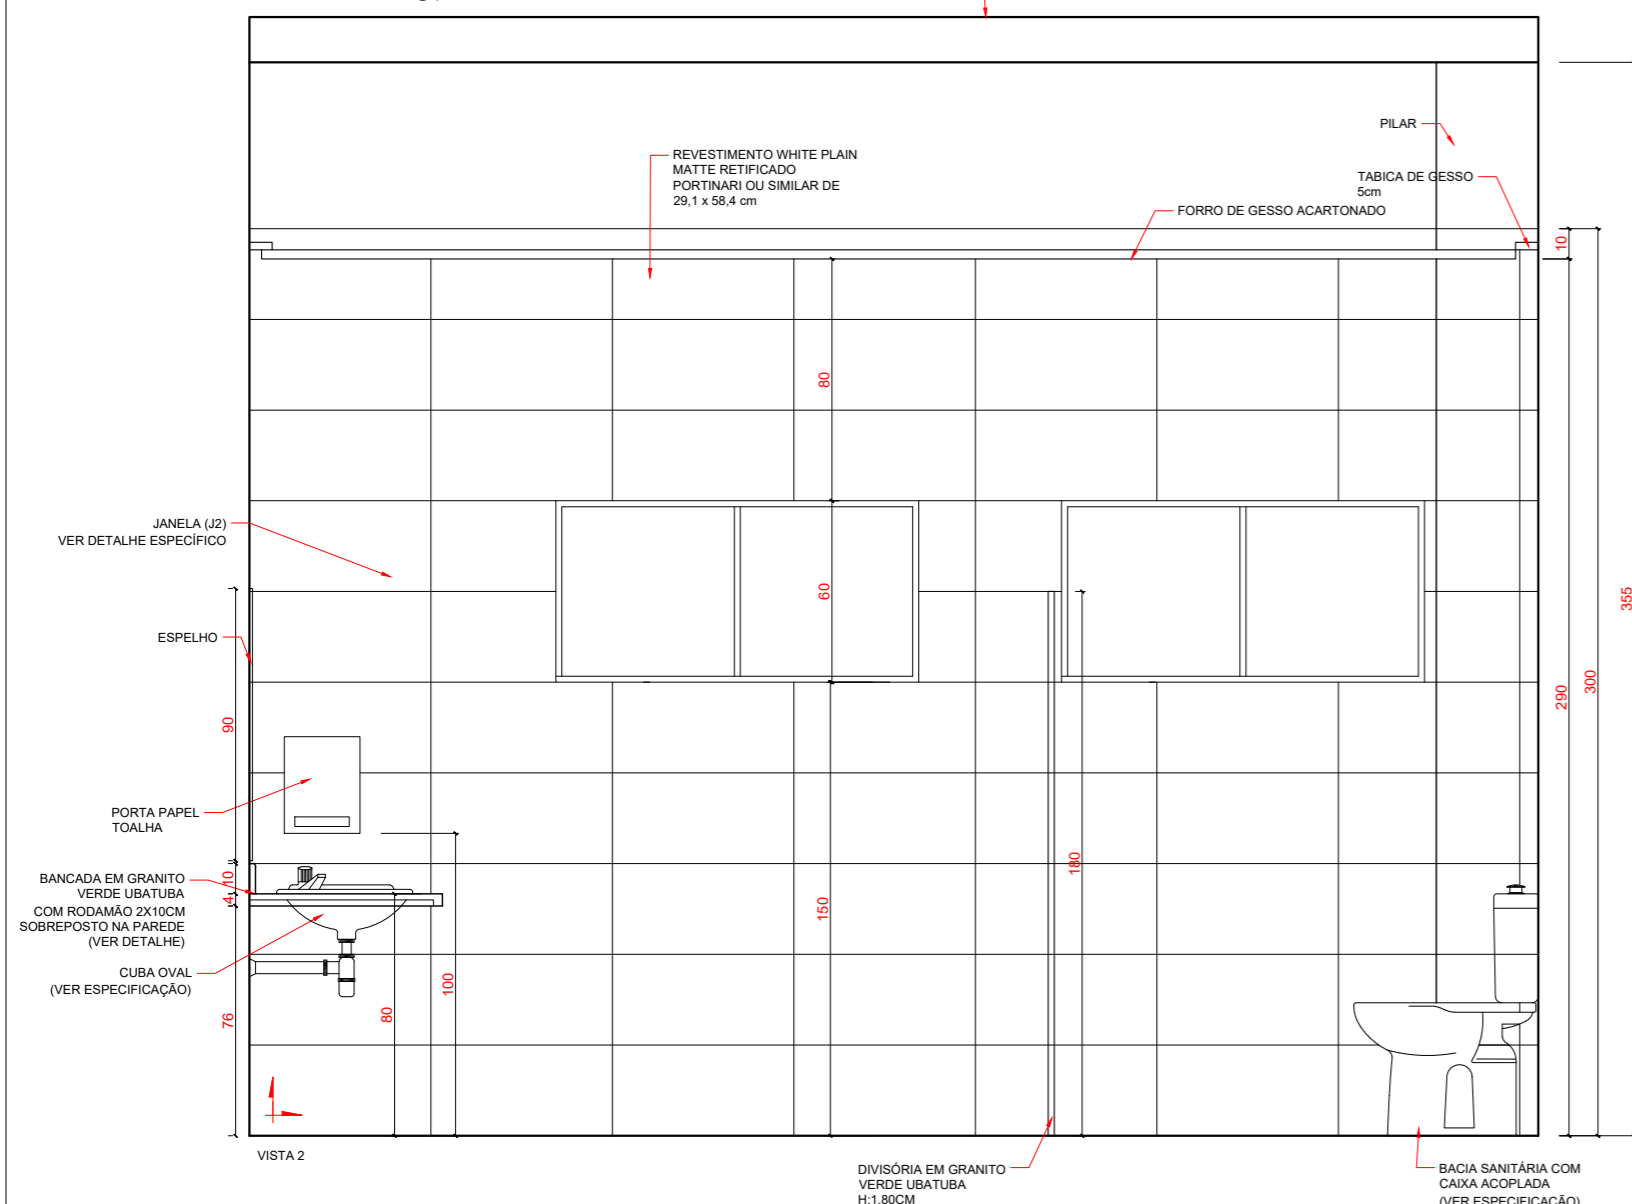 PILAR
REVESTIMENTO WHITE PLAIN
MATTE RETIFICADO
PORTINARI OU SIMILAR DE
29,1 x 58,4 cm
TABICA DE GESSO
5cm
FORRO DE GESSO ACARTONADO
10
80
JANELA (J2)
VER DETALHE ESPECÍFICO
60
355
ESPELHO
300
290
90
PORTA PAPEL
TOALHA
180
BANCADA EM GRANITO
VERDE UBATUBA
COM RODAMÃO 2X10CM
SOBREPOSTO NA PAREDE
(VER DETALHE)
10
4
150
CUBA OVAL
(VER ESPECIFICAÇÃO)
100
80
76
VISTA 2
DIVISÓRIA EM GRANITO
VERDE UBATUBA
H:1.80CM
BACIA SANITÁRIA COM
CAIXA ACOPLADA
(VER ESPECIFICAÇÃO)